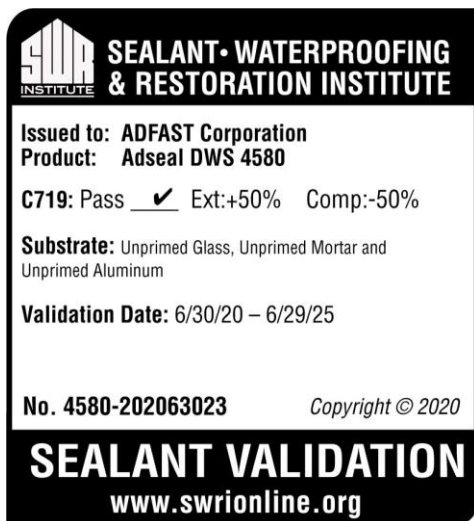 SWR
INSTITUTE
SEALANT• WATERPROOFING
& RESTORATION INSTITUTE
Issued to: ADFAST Corporation
Product: Adseal DWS 4580
C719: Pass ✔ Ext:+50% Comp:-50%
Substrate: Unprimed Glass, Unprimed Mortar and
Unprimed Aluminum
Validation Date: 6/30/20 – 6/29/25
No. 4580-202063023 Copyright © 2020
SEALANT VALIDATION
www.swrionline.org